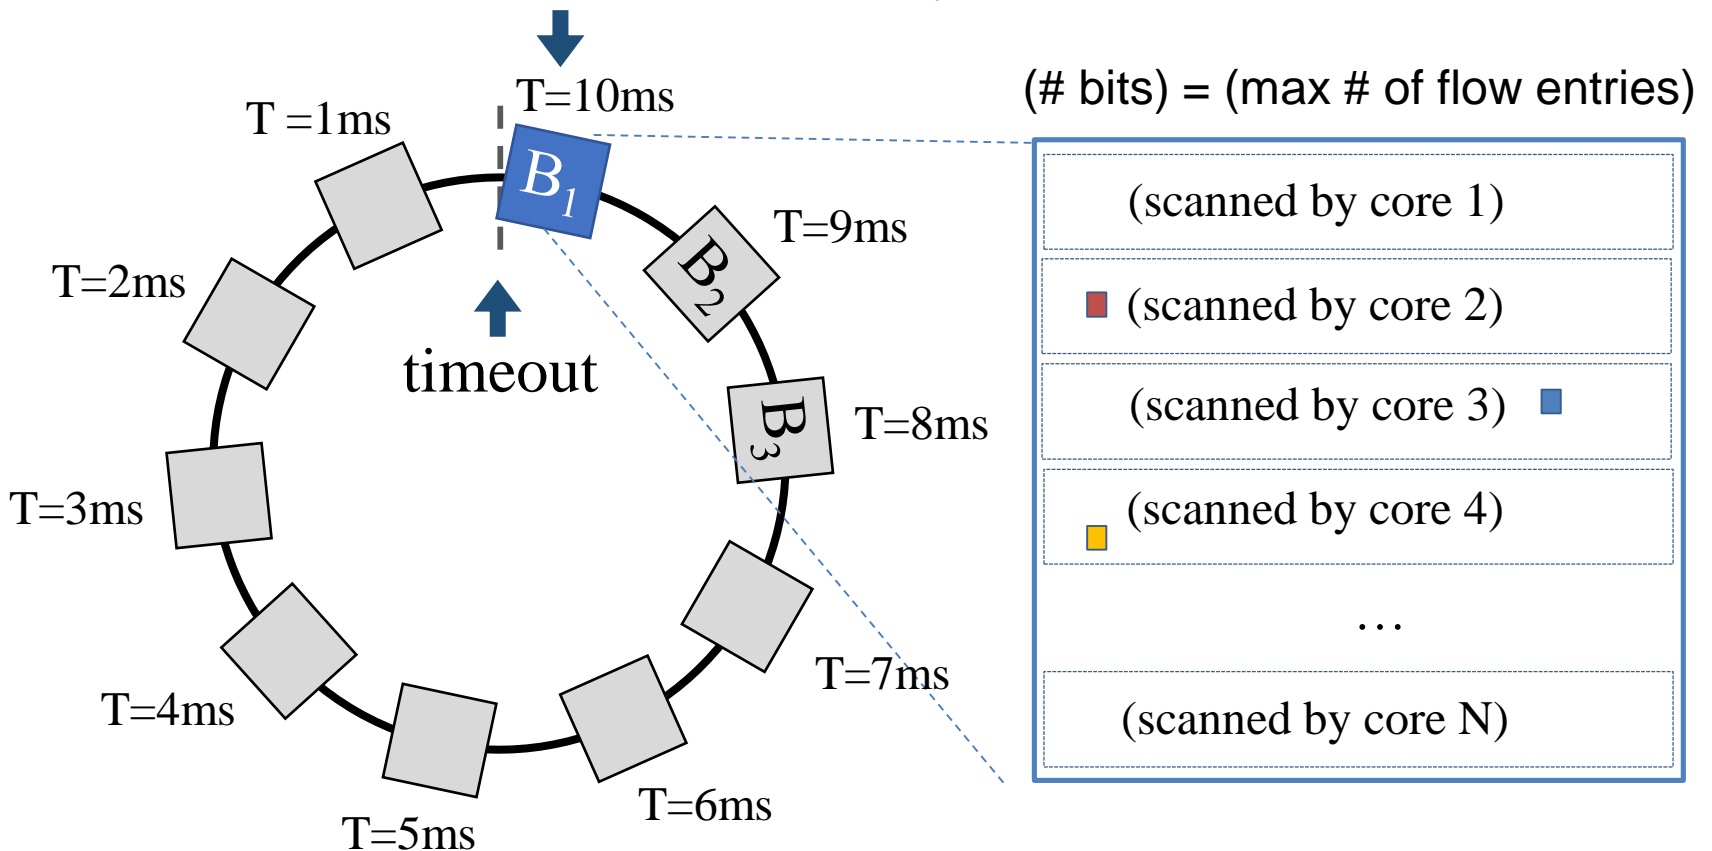 T=10ms
(# bits) = (max # of flow entries)
T =1ms
B1
(scanned by core 1)
T=9ms
B2
T=2ms
(scanned by core 2)
timeout
B3
T=8ms
(scanned by core 3)
T=3ms
(scanned by core 4)
…
T=7ms
T=4ms
(scanned by core N)
T=6ms
T=5ms